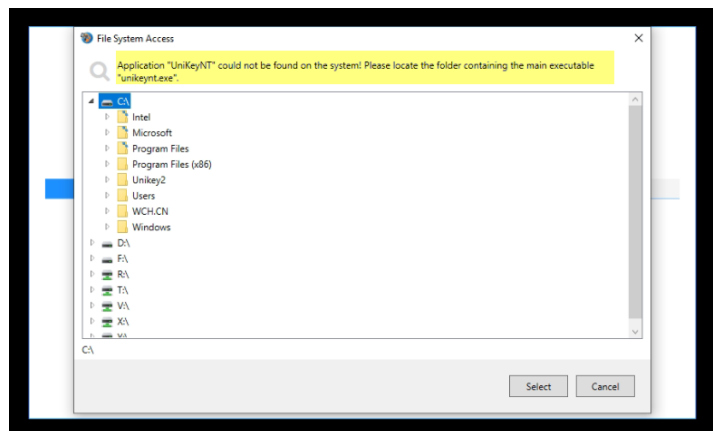 File System Access
Application "UniKeyNT" could not be found on the system! Please locate the folder containing the main executable
"unikeynt.exe".
C:\
Intel
Microsoft
Program Files
Program Files (x86)
Unikey2
Users
WCH.CN
Windows
D:\
F:\
R:\
T:\
V:\
X:\
C:\
Select Cancel